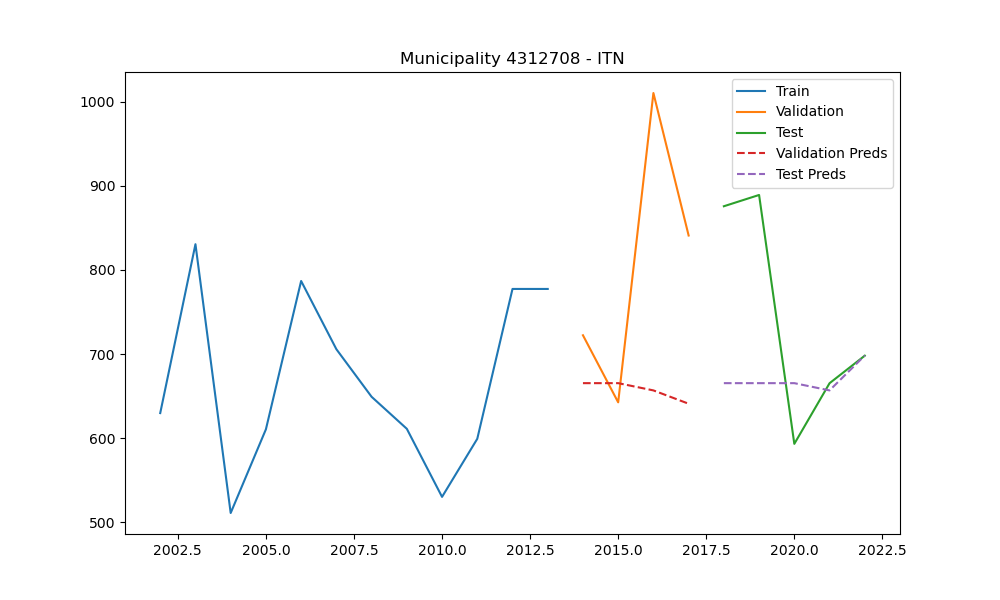 Municipality 4312708 - ITN
1000
900
800
700
600
500
Train
Validation
Test
Validation Preds
Test Preds
2002.5 2005.0 2007.5 2010.0 2012.5 2015.0 2017.5 2020.0 2022.5